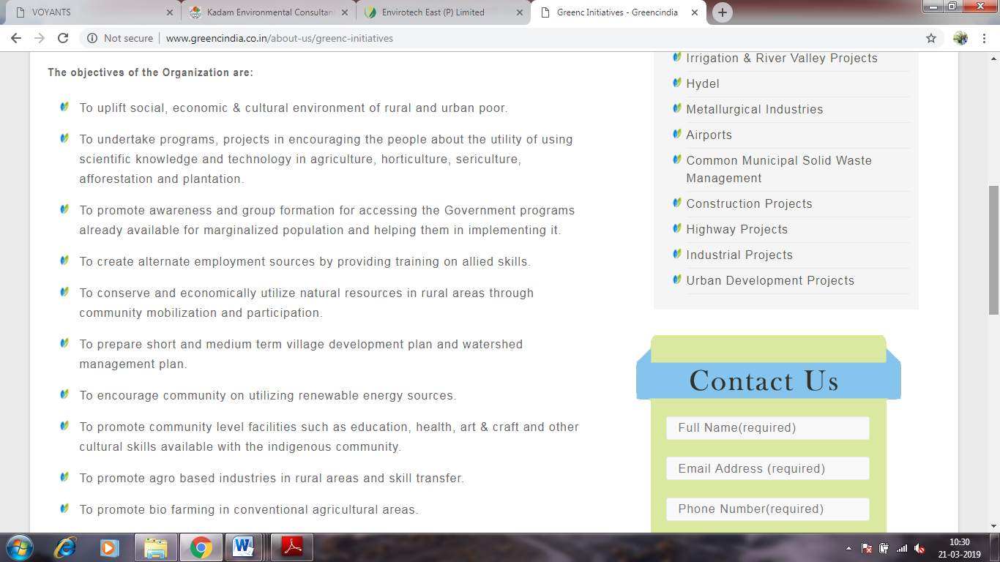 VOYANTS
Kadam Environmental Consultan
Envirotech East (P) Limited
Greenc Initiatives - Greencindia
Not secure
www.greencindia.co.in/about-us/greenc-initiatives
The objectives of the Organization are:
To uplift social, economic & cultural environment of rural and urban poor.
To undertake programs, projects in encouraging the people about the utility of using
scientific knowledge and technology in agriculture, horticulture, sericulture,
afforestation and plantation.
To promote awareness and group formation for accessing the Government programs
already available for marginalized population and helping them in implementing it.
To create alternate employment sources by providing training on allied skills.
To conserve and economically utilize natural resources in rural areas through
community mobilization and participation.
To prepare short and medium term village development plan and watershed
management plan.
To encourage community on utilizing renewable energy sources.
To promote community level facilities such as education, health, art & craft and other
cultural skills available with the indigenous community.
To promote agro based industries in rural areas and skill transfer.
To promote bio farming in conventional agricultural areas.
Irrigation & River Valley Projects
Hydel
Metallurgical Industries
Airports
Common Municipal Solid Waste
Management
Construction Projects
Highway Projects
Industrial Projects
Urban Development Projects
Contact Us
Full Name(required)
Email Address (required)
Phone Number(required)
10:30
21-03-2019